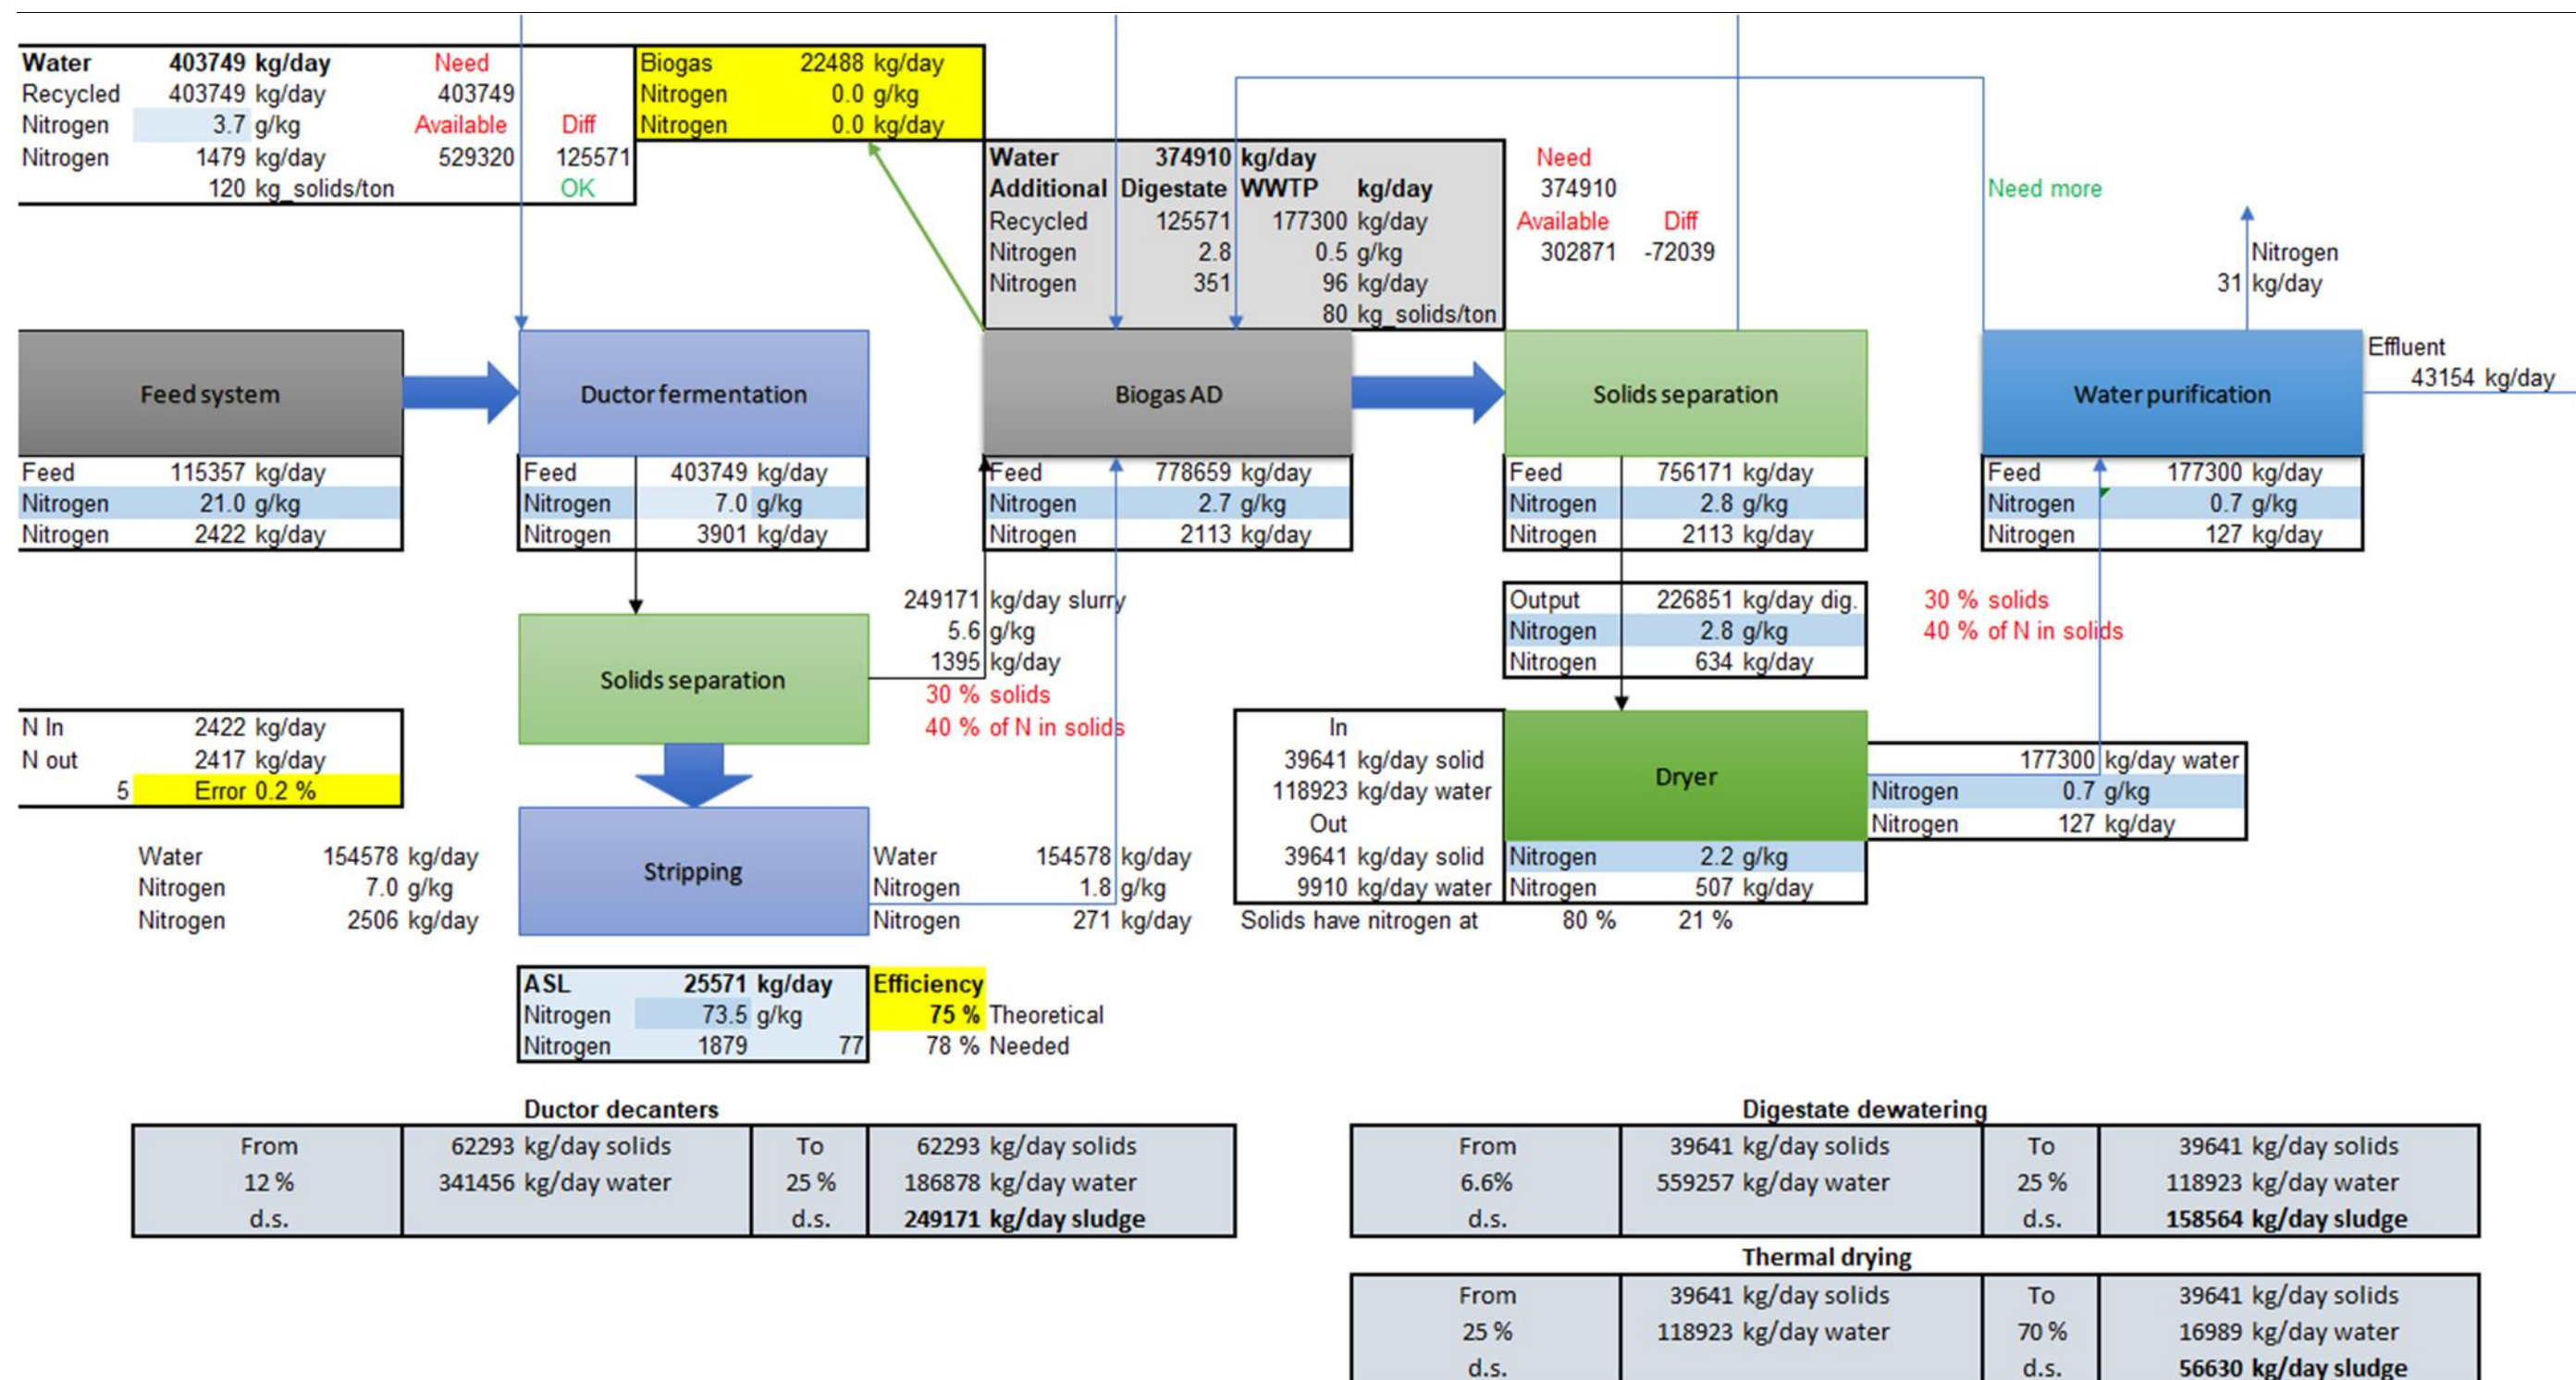 Water 403749 kg/day Need
Recycled 403749 kg/day 403749
Nitrogen 3.7 g/kg Available Diff
Nitrogen 1479 kg/day 529320 125571
120 kg_solids/ton OK
Biogas 22488 kg/day
Nitrogen 0.0 g/kg
Nitrogen 0.0 kg/day
Water 374910 kg/day
Additional Digestate WWTP kg/day
Recycled 125571 177300 kg/day
Nitrogen 2.8 0.5 g/kg
Nitrogen 351 96 kg/day
80 kg_solids/ton
Need
374910
Available Diff
302871 -72039
Need more
Nitrogen
31 kg/day
Effluent
43154 kg/day
Feed system
Ductor fermentation
Biogas AD
Solids separation
Water purification
Feed 115357 kg/day
Nitrogen 21.0 g/kg
Nitrogen 2422 kg/day
Feed 403749 kg/day
Nitrogen 7.0 g/kg
Nitrogen 3901 kg/day
Feed 778659 kg/day
Nitrogen 2.7 g/kg
Nitrogen 2113 kg/day
Feed 756171 kg/day
Nitrogen 2.8 g/kg
Nitrogen 2113 kg/day
Feed 177300 kg/day
Nitrogen 0.7 g/kg
Nitrogen 127 kg/day
249171 kg/day slurry
5.6 g/kg
1395 kg/day
30 % solids
40 % of N in solids
Output 226851 kg/day dig.
Nitrogen 2.8 g/kg
Nitrogen 634 kg/day
30 % solids
40 % of N in solids
Solids separation
N In 2422 kg/day
N out 2417 kg/day
5 Error 0.2 %
In
39641 kg/day solid
118923 kg/day water
Out
39641 kg/day solid
9910 kg/day water
Dryer
Nitrogen 2.2 g/kg
Nitrogen 507 kg/day
Solids have nitrogen at 80 % 21 %
177300 kg/day water
Nitrogen 0.7 g/kg
Nitrogen 127 kg/day
Water 154578 kg/day
Nitrogen 7.0 g/kg
Nitrogen 2506 kg/day
Stripping
Water 154578 kg/day
Nitrogen 1.8 g/kg
Nitrogen 271 kg/day
ASL 25571 kg/day
Nitrogen 73.5 g/kg
Nitrogen 1879 77
Efficiency
75 % Theoretical
78 % Needed
Ductor decanters
From 62293 kg/day solids To 62293 kg/day solids
12 % 341456 kg/day water 25 % 186878 kg/day water
d.s. d.s. 249171 kg/day sludge
Digestate dewatering
From 39641 kg/day solids To 39641 kg/day solids
6.6% 559257 kg/day water 25 % 118923 kg/day water
d.s. d.s. 158564 kg/day sludge
Thermal drying
From 39641 kg/day solids To 39641 kg/day solids
25 % 118923 kg/day water 70 % 16989 kg/day water
d.s. d.s. 56630 kg/day sludge